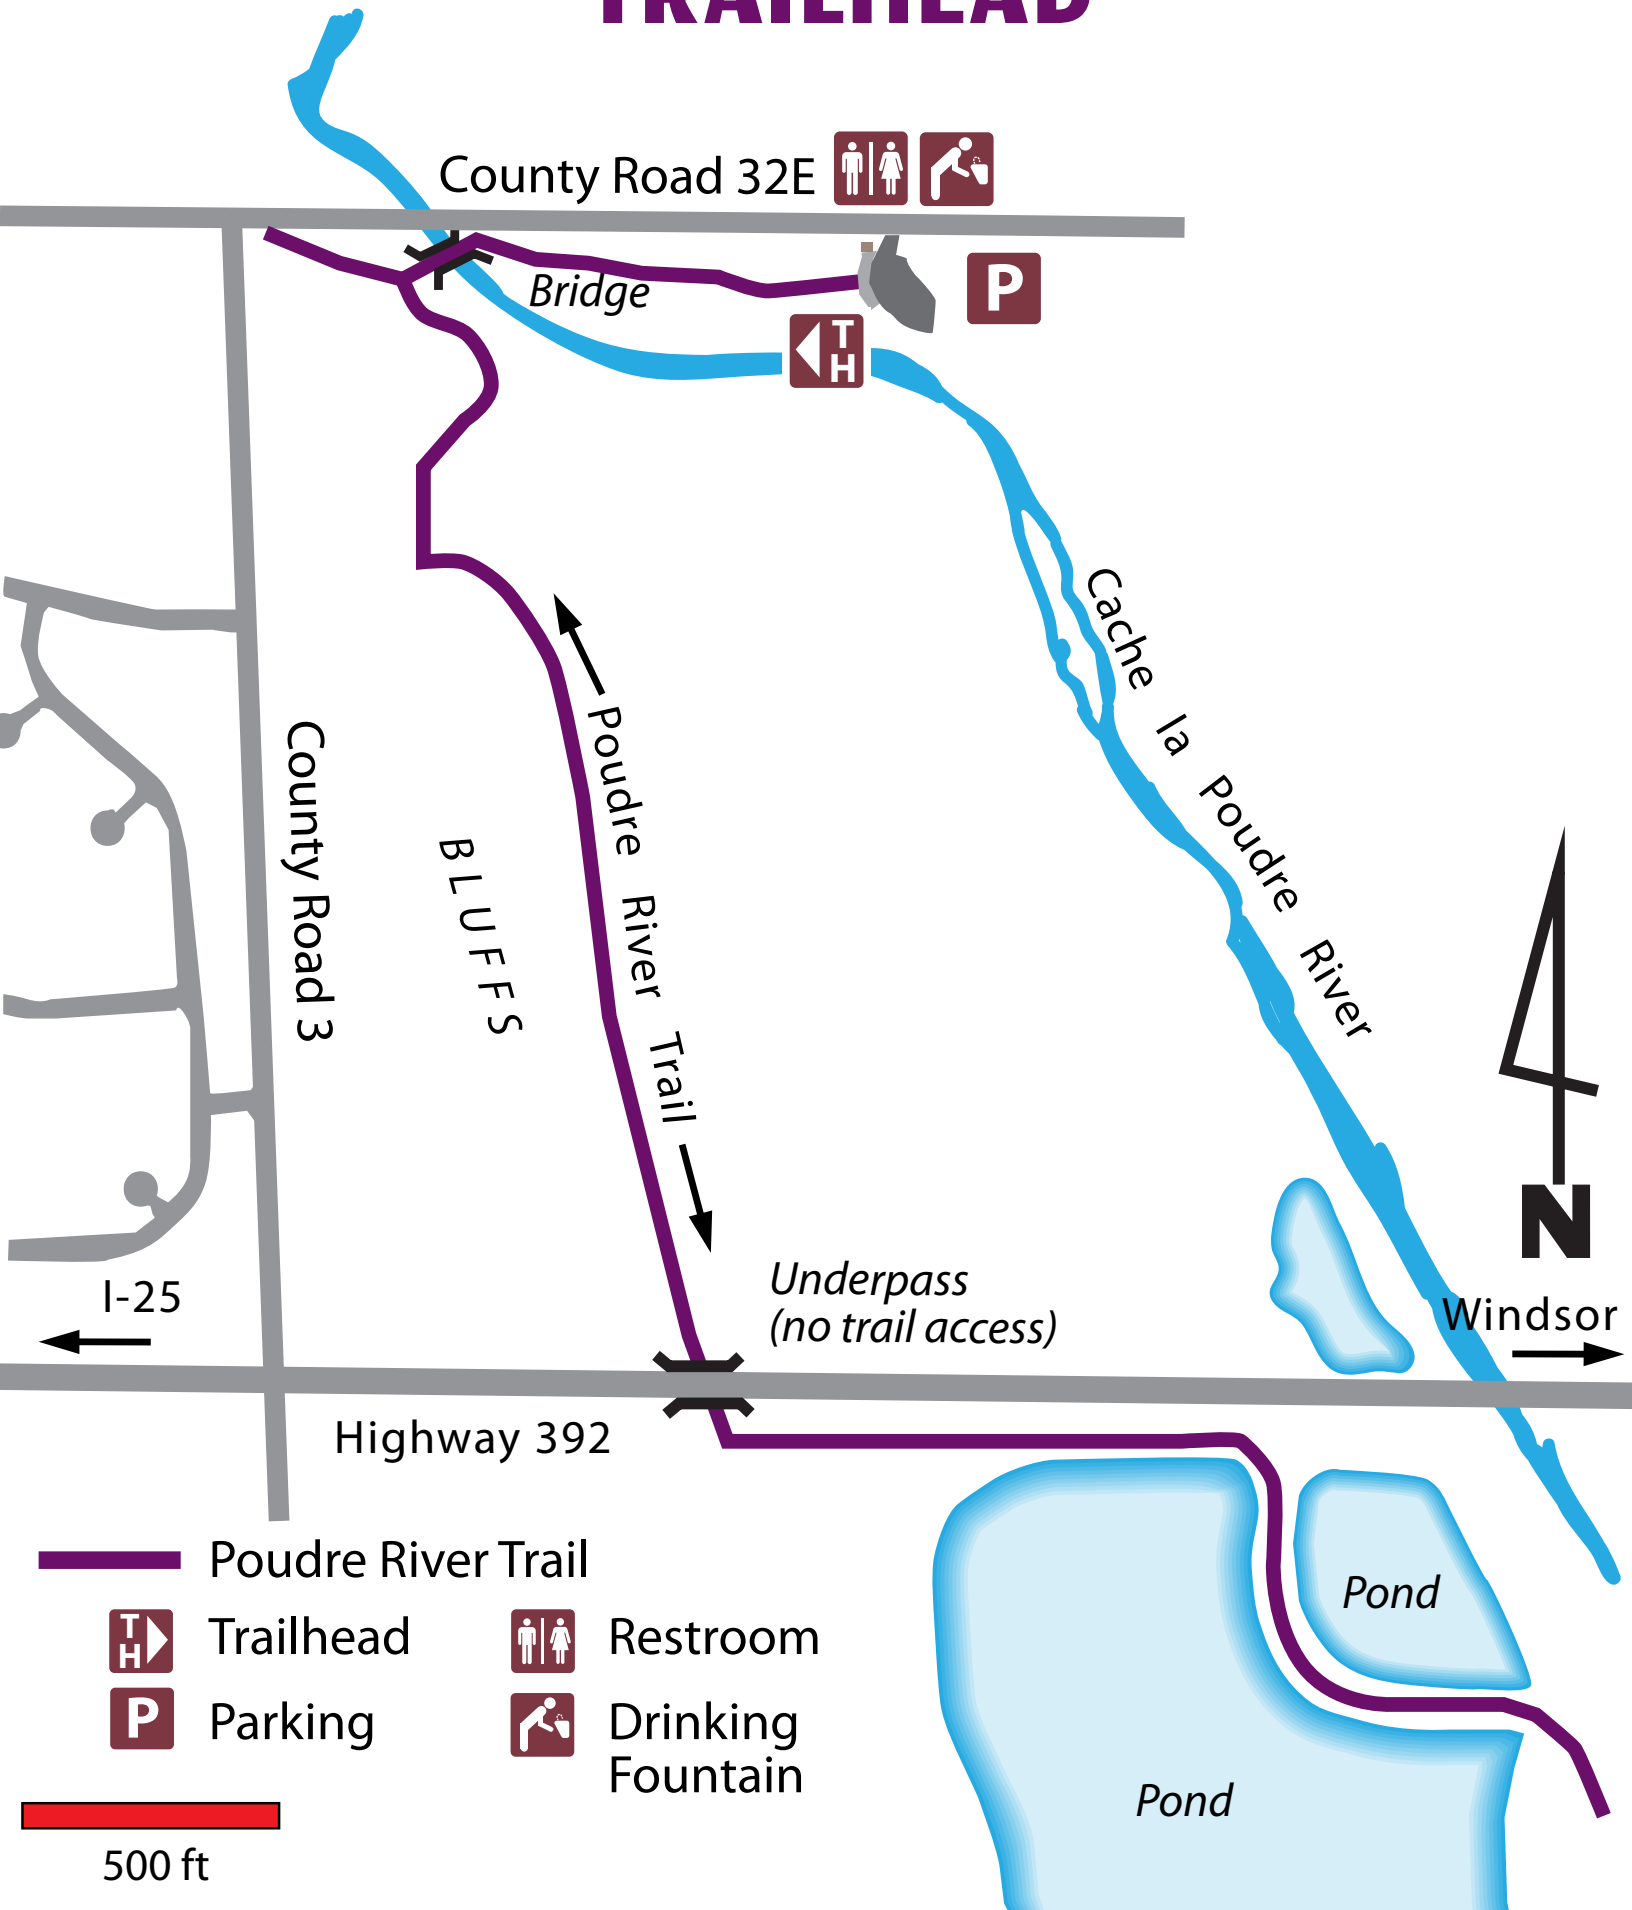 TRAILHEAD
County Road 32E
Bridge
P
T
H
Cache la Poudre River
Poudre River Trail
County Road 3
BLUFFS
N
I-25
Underpass
(no trail access)
Windsor
Highway 392
Poudre River Trail
T
H
Trailhead
Restroom
P
Parking
Drinking
Fountain
Pond
Pond
500 ft